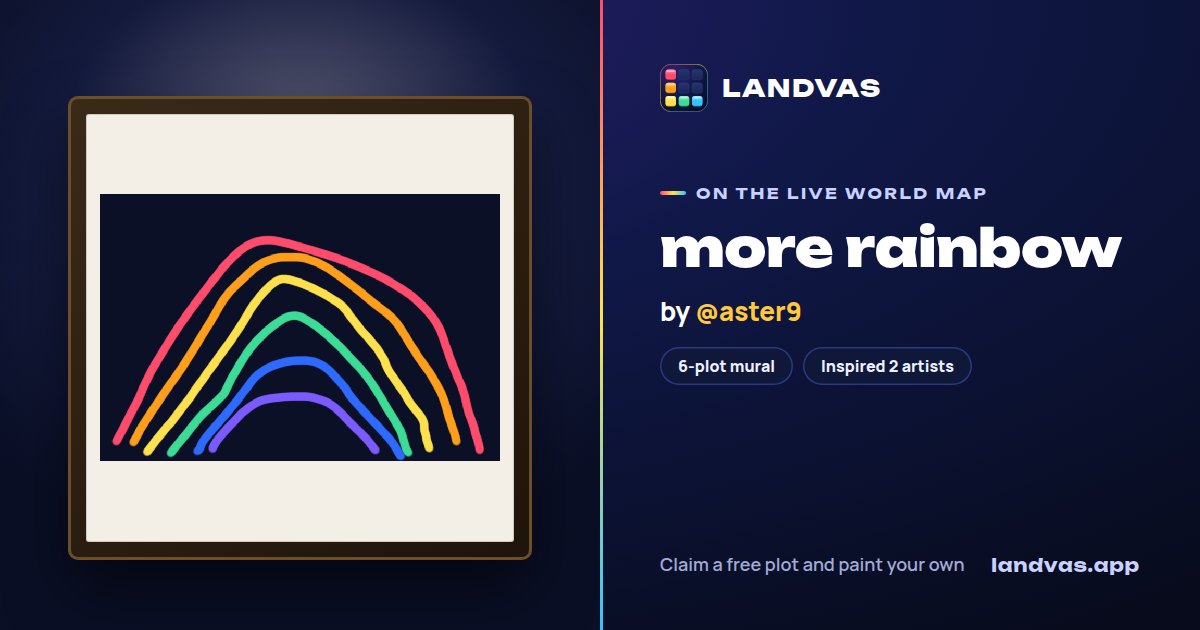 LANDVAS
ON THE LIVE WORLD MAP
more rainbow
by @aster9
6-plot mural
Inspired 2 artists
Claim a free plot and paint your own
landvas.app